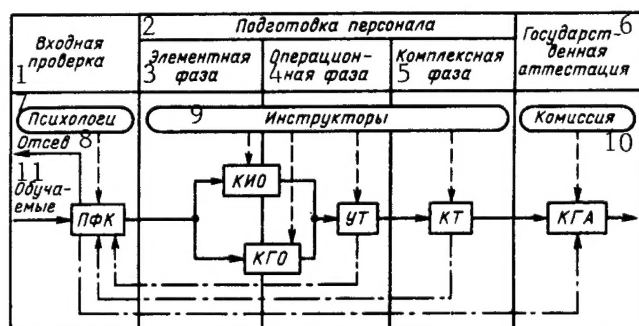 2 Подготовка персонала
6
Входная
проверка
1
Элементная
3 фаза
Операцион-
4ная фаза
Комплексная
5 фаза
Государст-
венная
аттестация
Психологи
8
9 Инструкторы
Комиссия
10
Отсев
11
Обуча-
емые
ПФК
КИО
КГО
УТ
КТ
КГА